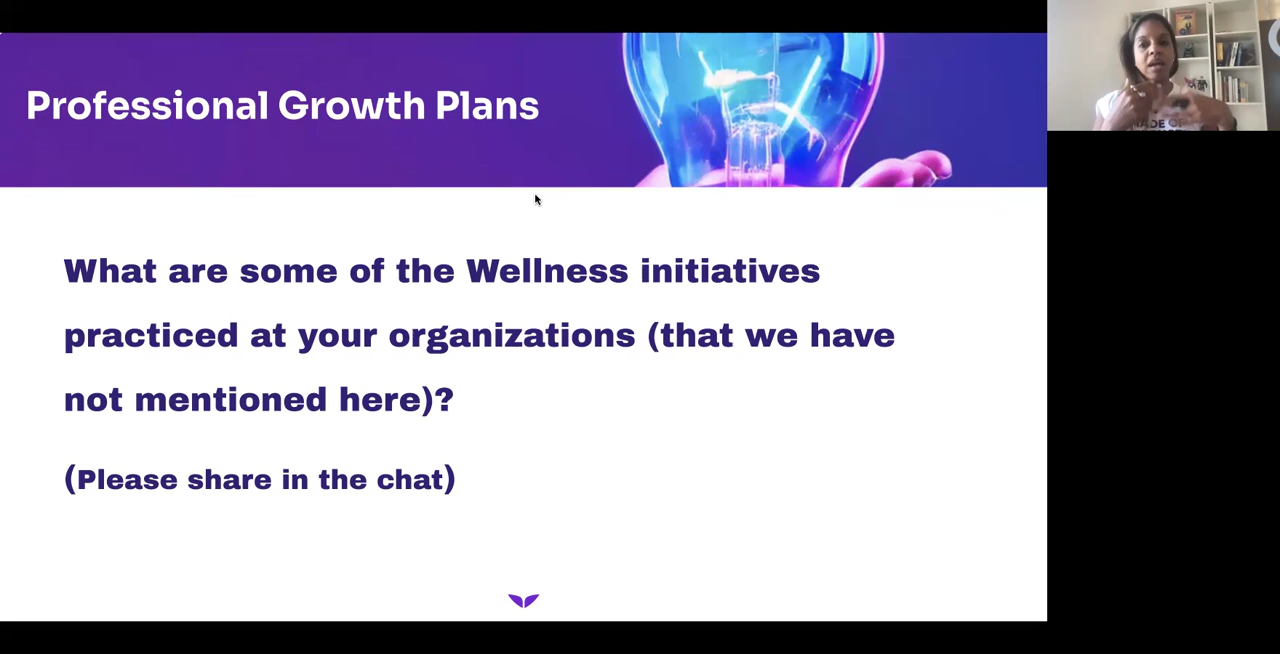 Professional Growth Plans
What are some of the Wellness initiatives
practiced at your organizations (that we have
not mentioned here)?
(Please share in the chat)